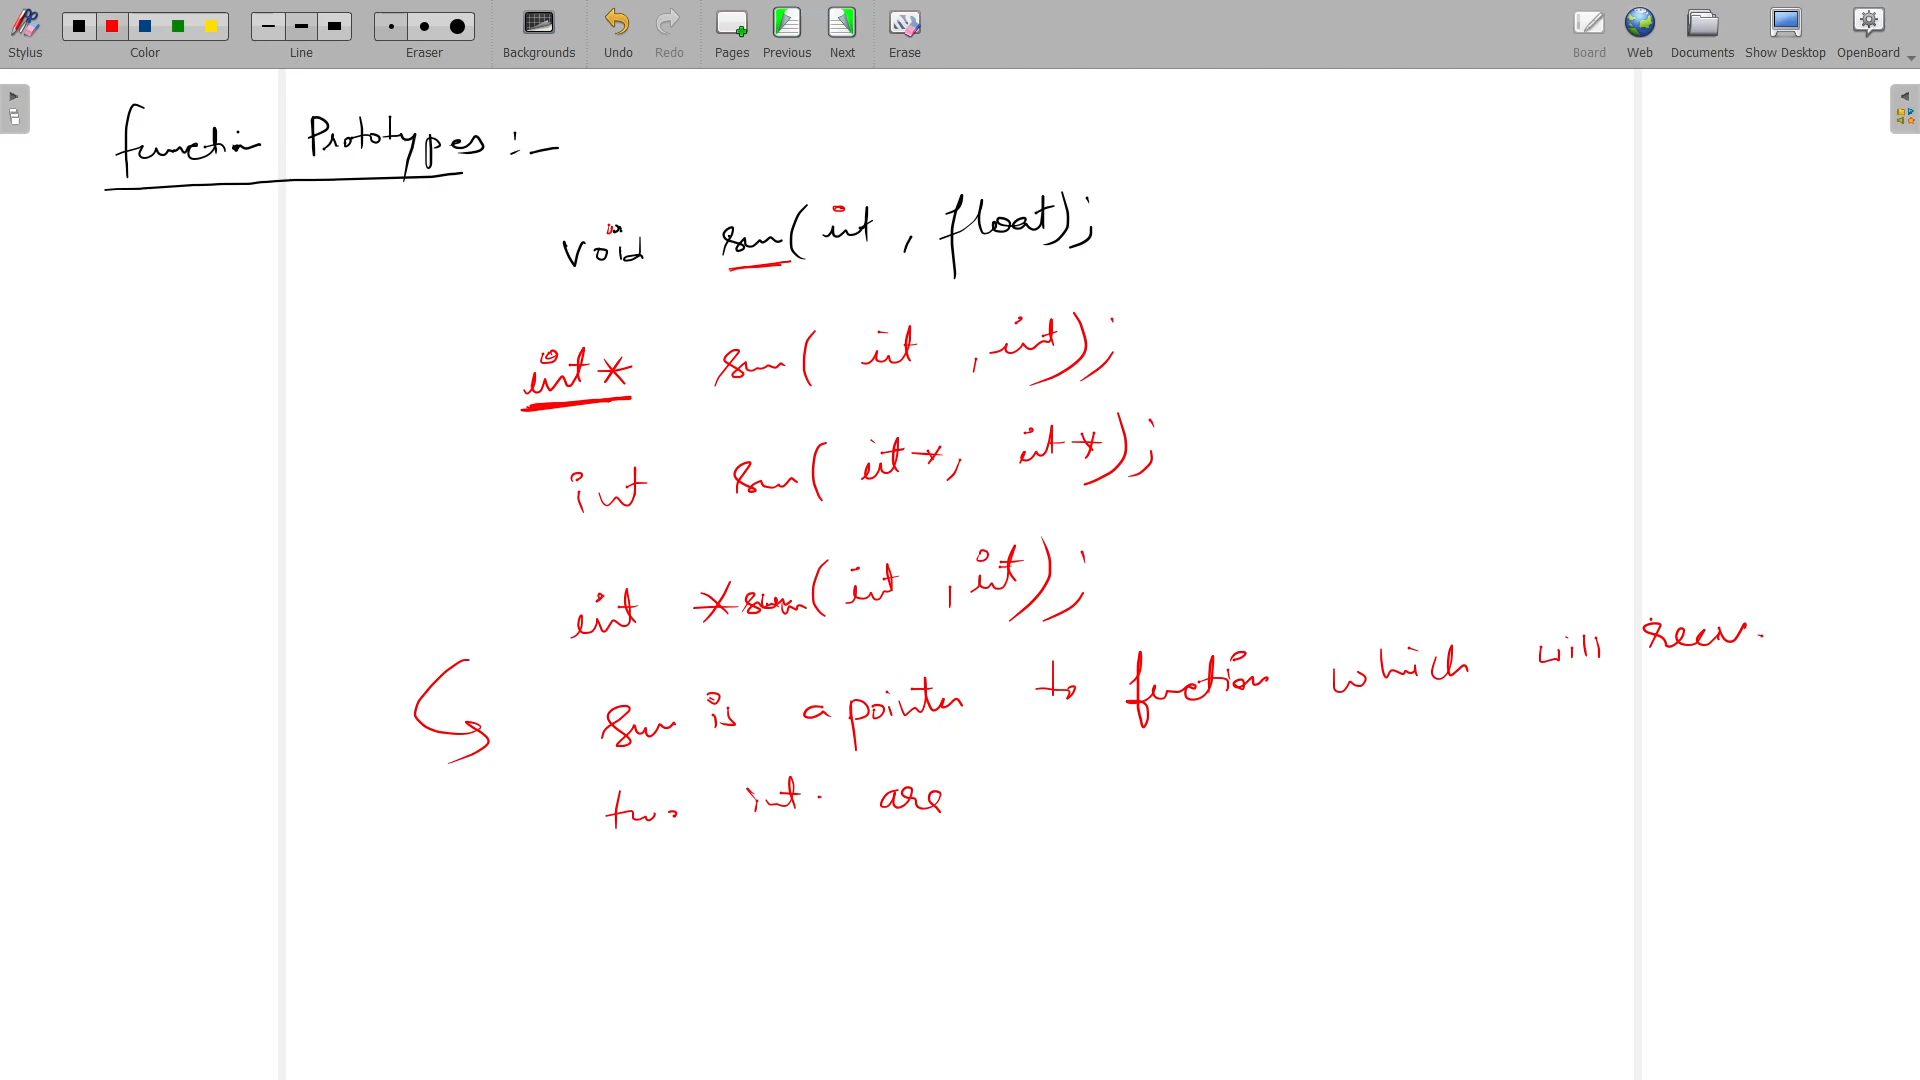 Stylus Color Line Eraser Backgrounds Undo Redo Pages Previous Next Erase Board Web Documents Show Desktop OpenBoard
function Prototypes :-
void sum(int , float);
int* sum( int , int);
int sum( int*, int*);
int *sum(int , int);
sum is a pointer to function which will
two int. are